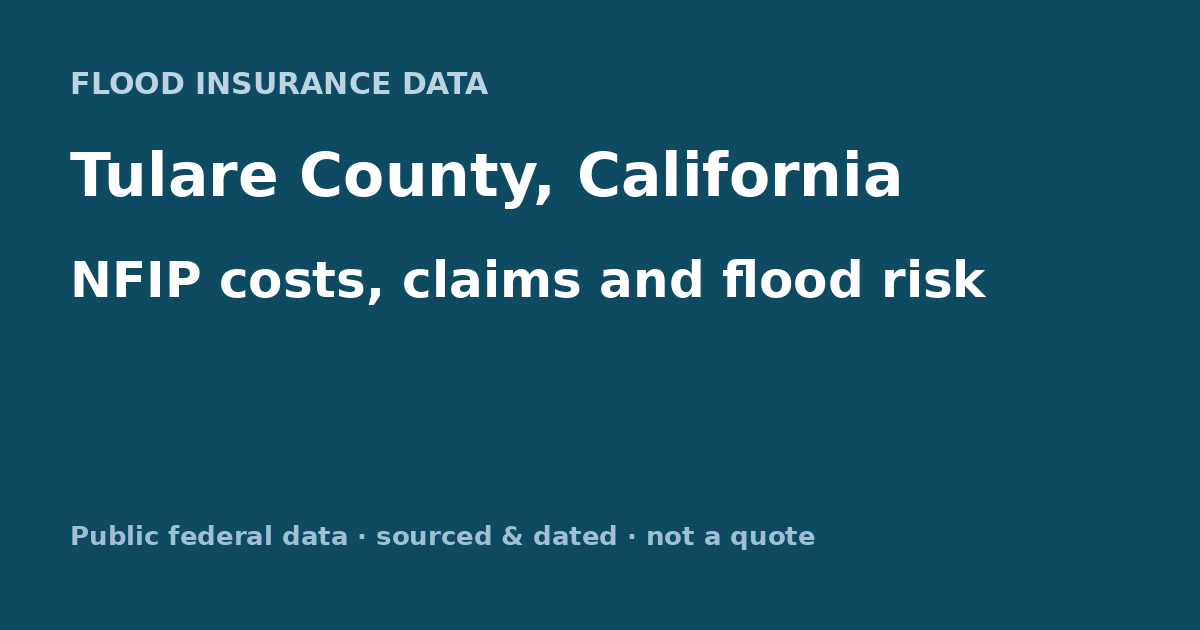 FLOOD INSURANCE DATA
Tulare County, California
NFIP costs, claims and flood risk
Public federal data · sourced & dated · not a quote